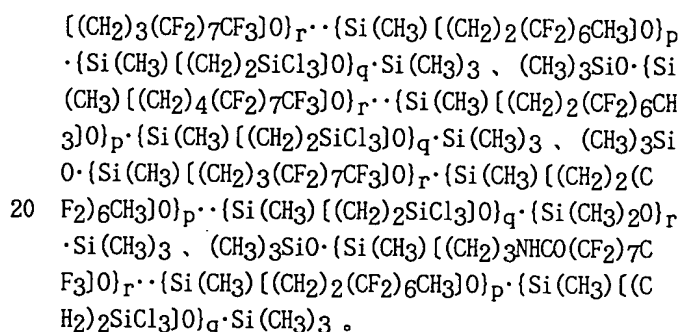 [(CH2)3(CF2)7CF3]O}r··{Si(CH3)[(CH2)2(CF2)6CH3]O}p
·{Si(CH3)[(CH2)2SiCl3]O}q·Si(CH3)3 、 (CH3)3SiO·{Si
(CH3)[(CH2)4(CF2)7CF3]O}r··{Si(CH3)[(CH2)2(CF2)6CH
3]O}p·{Si(CH3)[(CH2)2SiCl3]O}q·Si(CH3)3 、 (CH3)3Si
O·{Si(CH3)[(CH2)3(CF2)7CF3]O}r·{Si(CH3)[(CH2)2(C
20 F2)6CH3]O}p··{Si(CH3)[(CH2)2SiCl3]O}q·{Si(CH3)2O}r
·Si(CH3)3 、 (CH3)3SiO·{Si(CH3)[(CH2)3NHCO(CF2)7C
F3]O}r··{Si(CH3)[(CH2)2(CF2)6CH3]O}p·{Si(CH3)[(C
H2)2SiCl3]O}q·Si(CH3)3 。